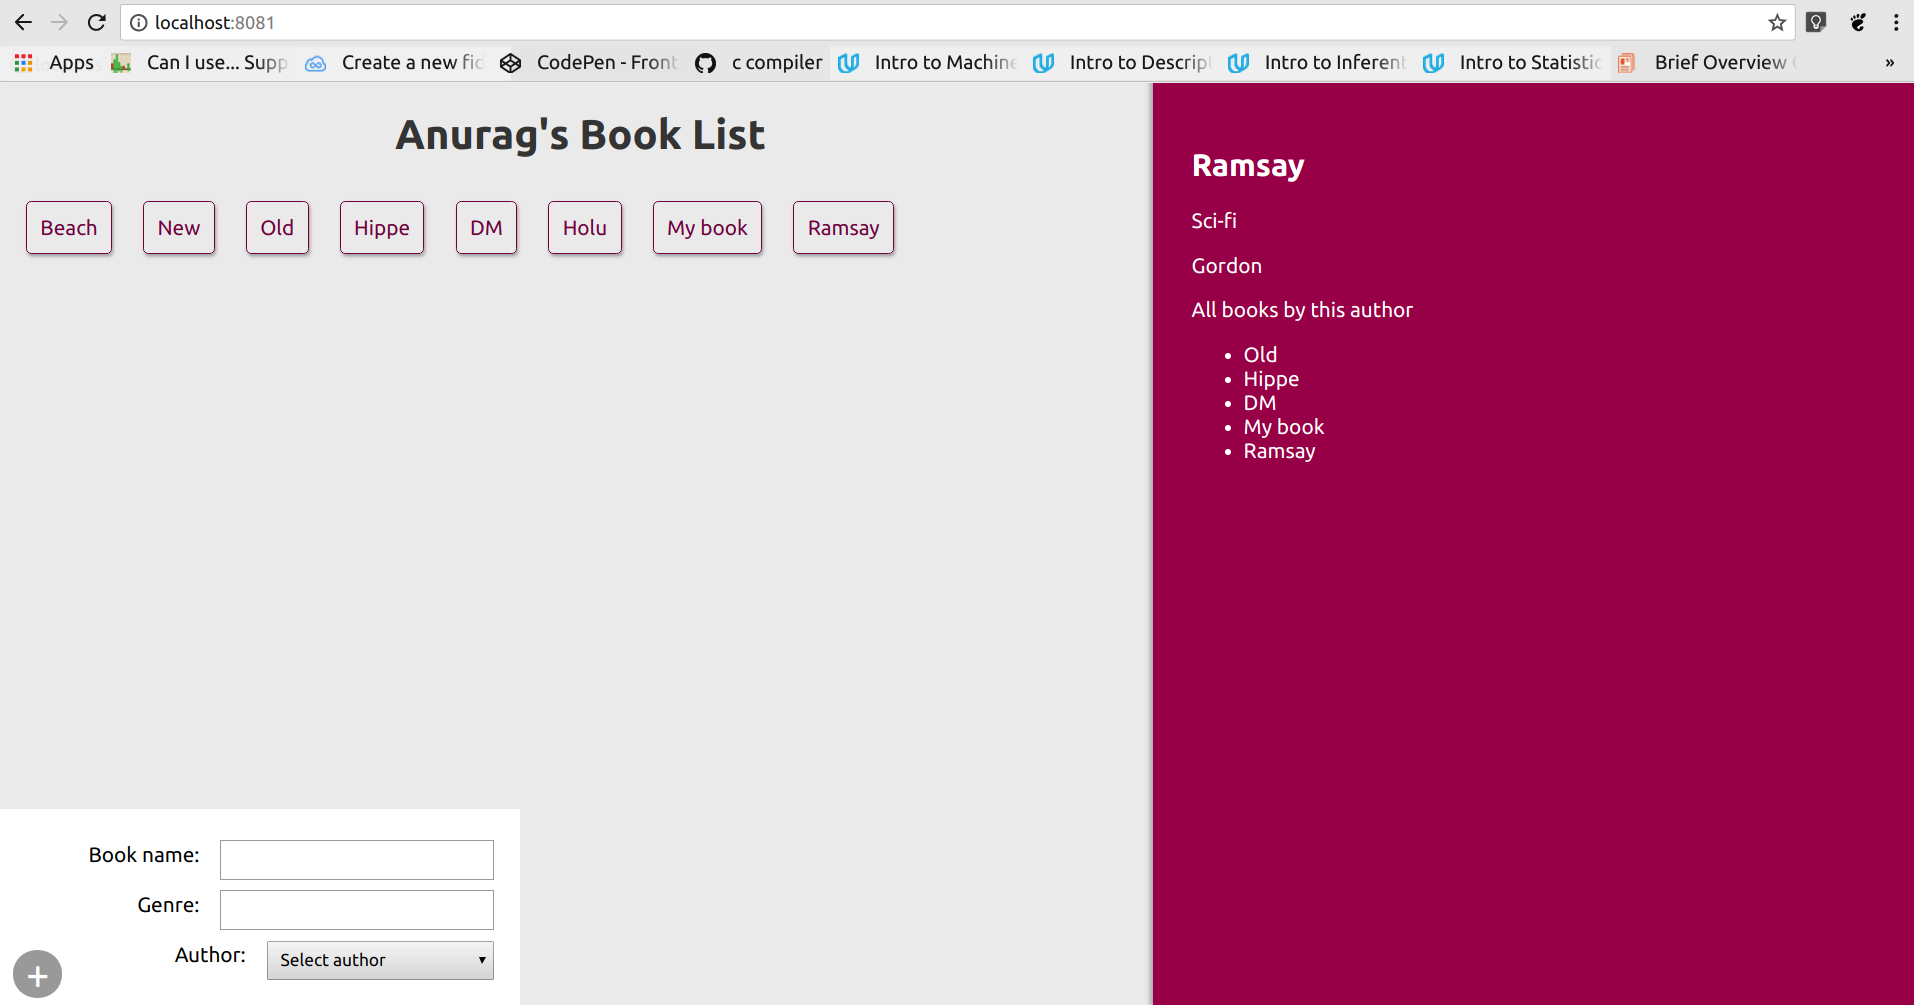 localhost:8081
Apps Can I use... Supp Create a new fid CodePen - Front c compiler Intro to Machine Intro to Descript Intro to Inferent Intro to Statistic Brief Overview »
Anurag's Book List
Beach New Old Hippe DM Holu My book Ramsay
Ramsay
Sci-fi
Gordon
All books by this author
• Old
• Hippe
• DM
• My book
• Ramsay
Book name:
Genre:
Author: Select author
+